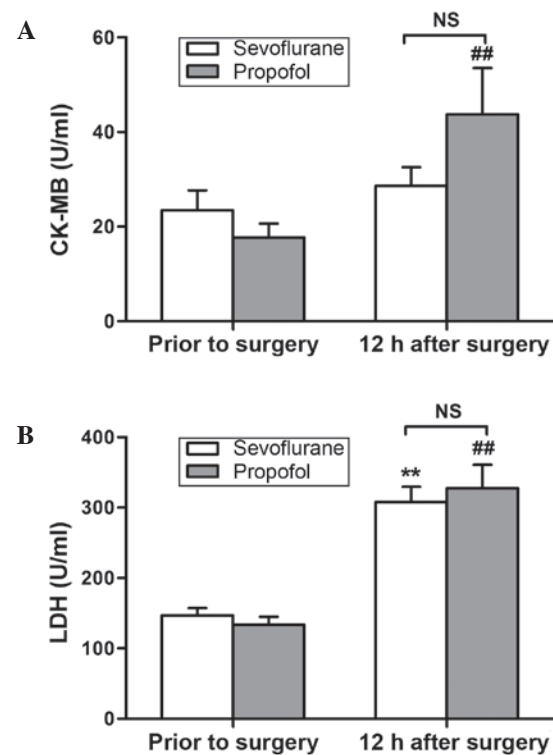 A
NS
##
60
Sevoflurane
Propofol
40
20
0
CK-MB (U/ml)
Prior to surgery
12 h after surgery
B
NS
##
**
400
Sevoflurane
Propofol
300
200
100
0
LDH (U/ml)
Prior to surgery
12 h after surgery